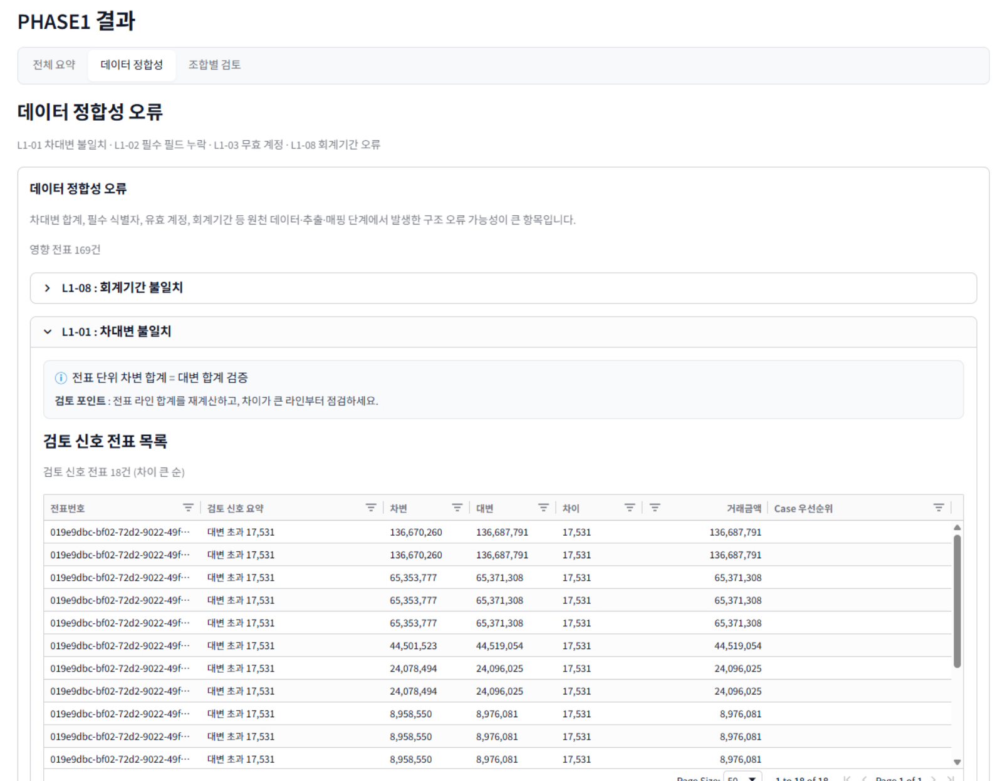 PHASE1 결과
전체 요약 데이터 정합성 조합별 검토
데이터 정합성 오류
L1-01 차대변 불일치 · L1-02 필수 필드 누락 · L1-03 무효 계정 · L1-08 회계기간 오류
데이터 정합성 오류
차대변 합계, 필수 식별자, 유효 계정, 회계기간 등 원천 데이터·추출·매핑 단계에서 발생한 구조 오류 가능성이 큰 항목입니다.
영향 전표 169건
L1-08 : 회계기간 불일치
L1-01 : 차대변 불일치
전표 단위 차변 합계 = 대변 합계 검증
검토 포인트 : 전표 라인 합계를 재계산하고, 차이가 큰 라인부터 점검하세요.
검토 신호 전표 목록
검토 신호 전표 18건 (차이 큰 순)
전표번호 검토 신호 요약 차변 대변 차이 거래금액 Case 우선순위
019e9dbc-bf02-72d2-9022-49f··· 대변 초과 17,531 136,670,260 136,687,791 17,531 136,687,791
019e9dbc-bf02-72d2-9022-49f··· 대변 초과 17,531 136,670,260 136,687,791 17,531 136,687,791
019e9dbc-bf02-72d2-9022-49f··· 대변 초과 17,531 65,353,777 65,371,308 17,531 65,371,308
019e9dbc-bf02-72d2-9022-49f··· 대변 초과 17,531 65,353,777 65,371,308 17,531 65,371,308
019e9dbc-bf02-72d2-9022-49f··· 대변 초과 17,531 65,353,777 65,371,308 17,531 65,371,308
019e9dbc-bf02-72d2-9022-49f··· 대변 초과 17,531 44,501,523 44,519,054 17,531 44,519,054
019e9dbc-bf02-72d2-9022-49f··· 대변 초과 17,531 24,078,494 24,096,025 17,531 24,096,025
019e9dbc-bf02-72d2-9022-49f··· 대변 초과 17,531 24,078,494 24,096,025 17,531 24,096,025
019e9dbc-bf02-72d2-9022-49f··· 대변 초과 17,531 8,958,550 8,976,081 17,531 8,976,081
019e9dbc-bf02-72d2-9022-49f··· 대변 초과 17,531 8,958,550 8,976,081 17,531 8,976,081
019e9dbc-bf02-72d2-9022-49f··· 대변 초과 17,531 8,958,550 8,976,081 17,531 8,976,081
Page Size: 50 1 to 18 of 18 Page 1 of 1